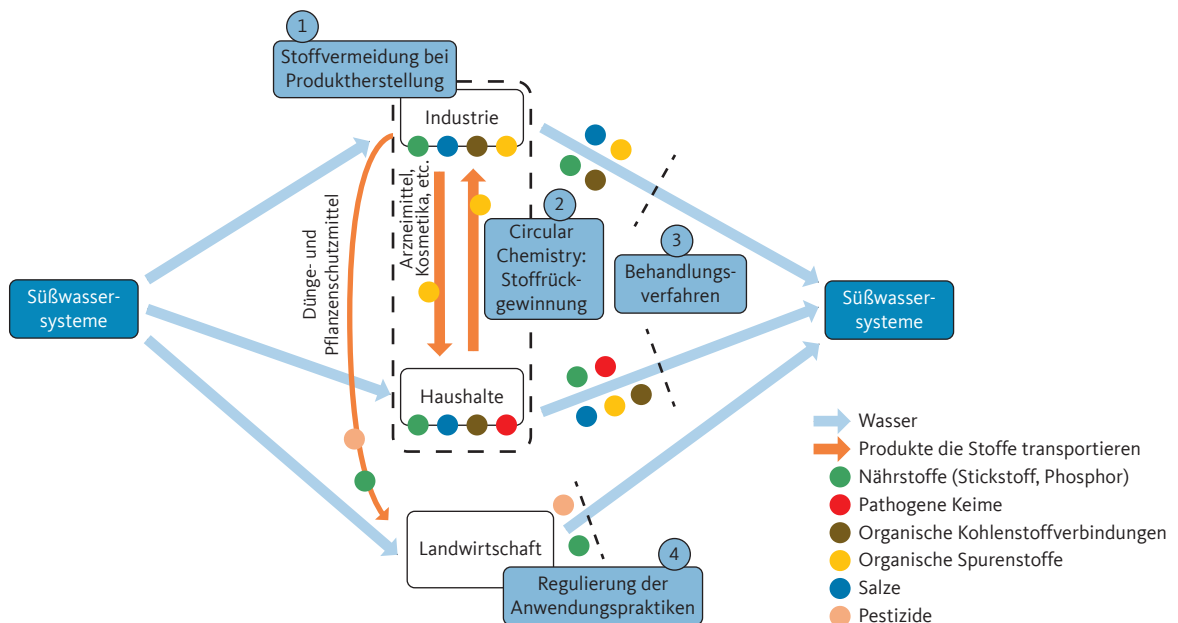 1
Stoffvermeidung bei
Produktherstellung
Industrie
Arzneimittel,
Kosmetika, etc.
Dünge- und
Pflanzenschutzmittel
2
Circular
Chemistry:
Stoffrück-
gewinnung
3
Behandlungs-
verfahren
Süßwasser-
systeme
Süßwasser-
systeme
Haushalte
Landwirtschaft
4
Regulierung der
Anwendungspraktiken
Wasser
Produkte die Stoffe transportieren
Nährstoffe (Stickstoff, Phosphor)
Pathogene Keime
Organische Kohlenstoffverbindungen
Organische Spurenstoffe
Salze
Pestizide